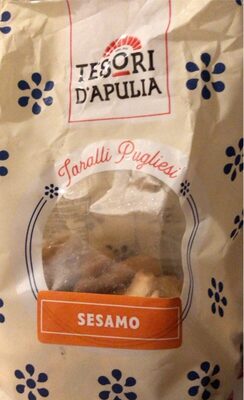 TESORI
D'APULIA
Taralli Pugliesi
SESAMO